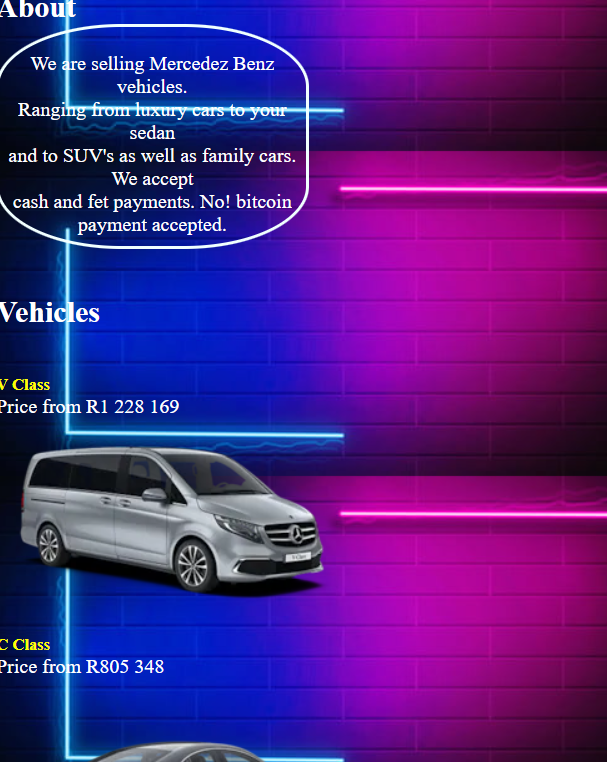 About
We are selling Mercedez Benz
vehicles.
Ranging from luxury cars to your
sedan
and to SUV's as well as family cars.
We accept
cash and fet payments. No! bitcoin
payment accepted.
Vehicles
V Class
Price from R1 228 169
V-Class
C Class
Price from R805 348